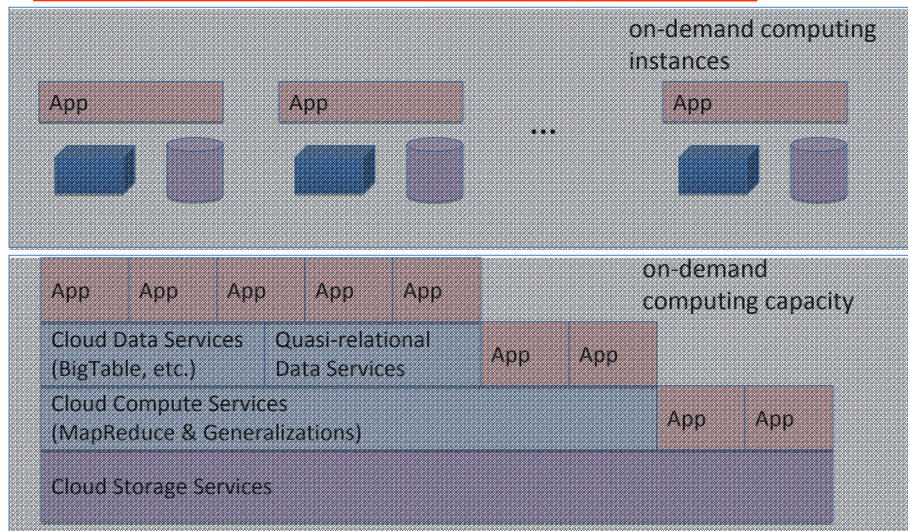 on-demand computing
instances
App
App
...
App
on-demand
computing capacity
App App App App App
Cloud Data Services
(BigTable, etc.)
Quasi-relational
Data Services
App App
Cloud Compute Services
(MapReduce & Generalizations)
App App
Cloud Storage Services